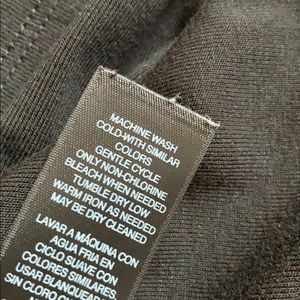 MACHINE WASH
COLD-WITH SIMILAR
COLORS
GENTLE CYCLE
ONLY NON-CHLORINE
BLEACH WHEN NEEDED
TUMBLE DRY LOW
WARM IRON AS NEEDED
MAY BE DRY CLEANED
LAVAR A MÁQUINA CON
AGUA FRIA EN
CICLO SUAVE CON
COLORES SIMILARES.
USAR BLANQUEA
SIN CLORO